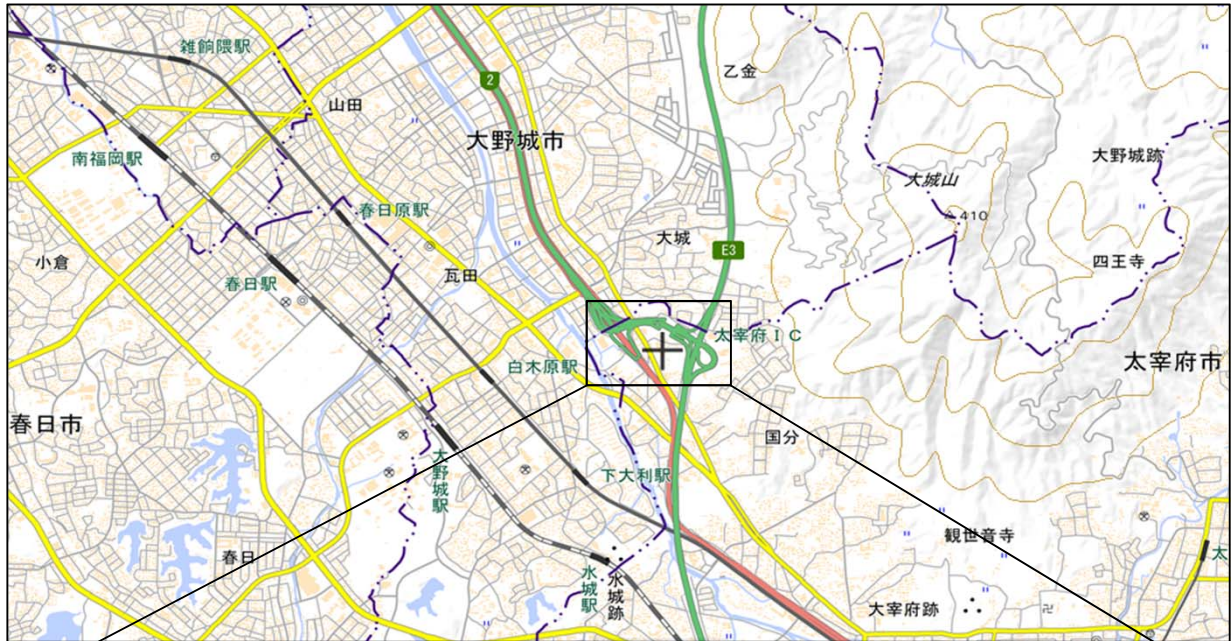 雑餉隈駅
2
乙金
山田
大野城市
南福岡駅
大野城跡
大城山
春日原駅
410
大城
E3
小倉
四王寺
瓦田
春日駅
太宰府IC
白木原駅
太宰府市
春日市
国分
大野城駅
下大利駅
観世音寺
春日
太
水城駅
水城跡
大宰府跡